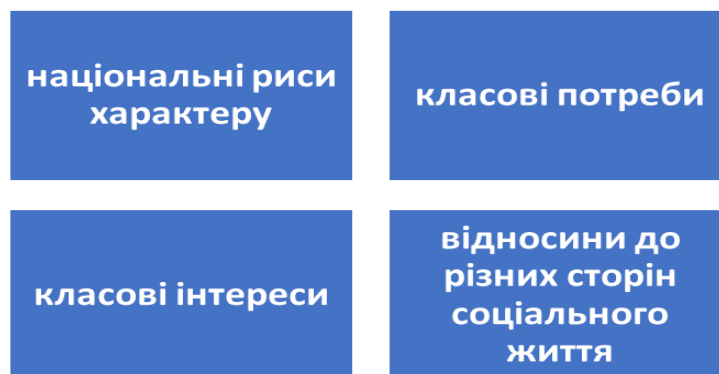 національні риси
характеру
класові потреби
класові інтереси
відносини до
різних сторін
соціального
життя